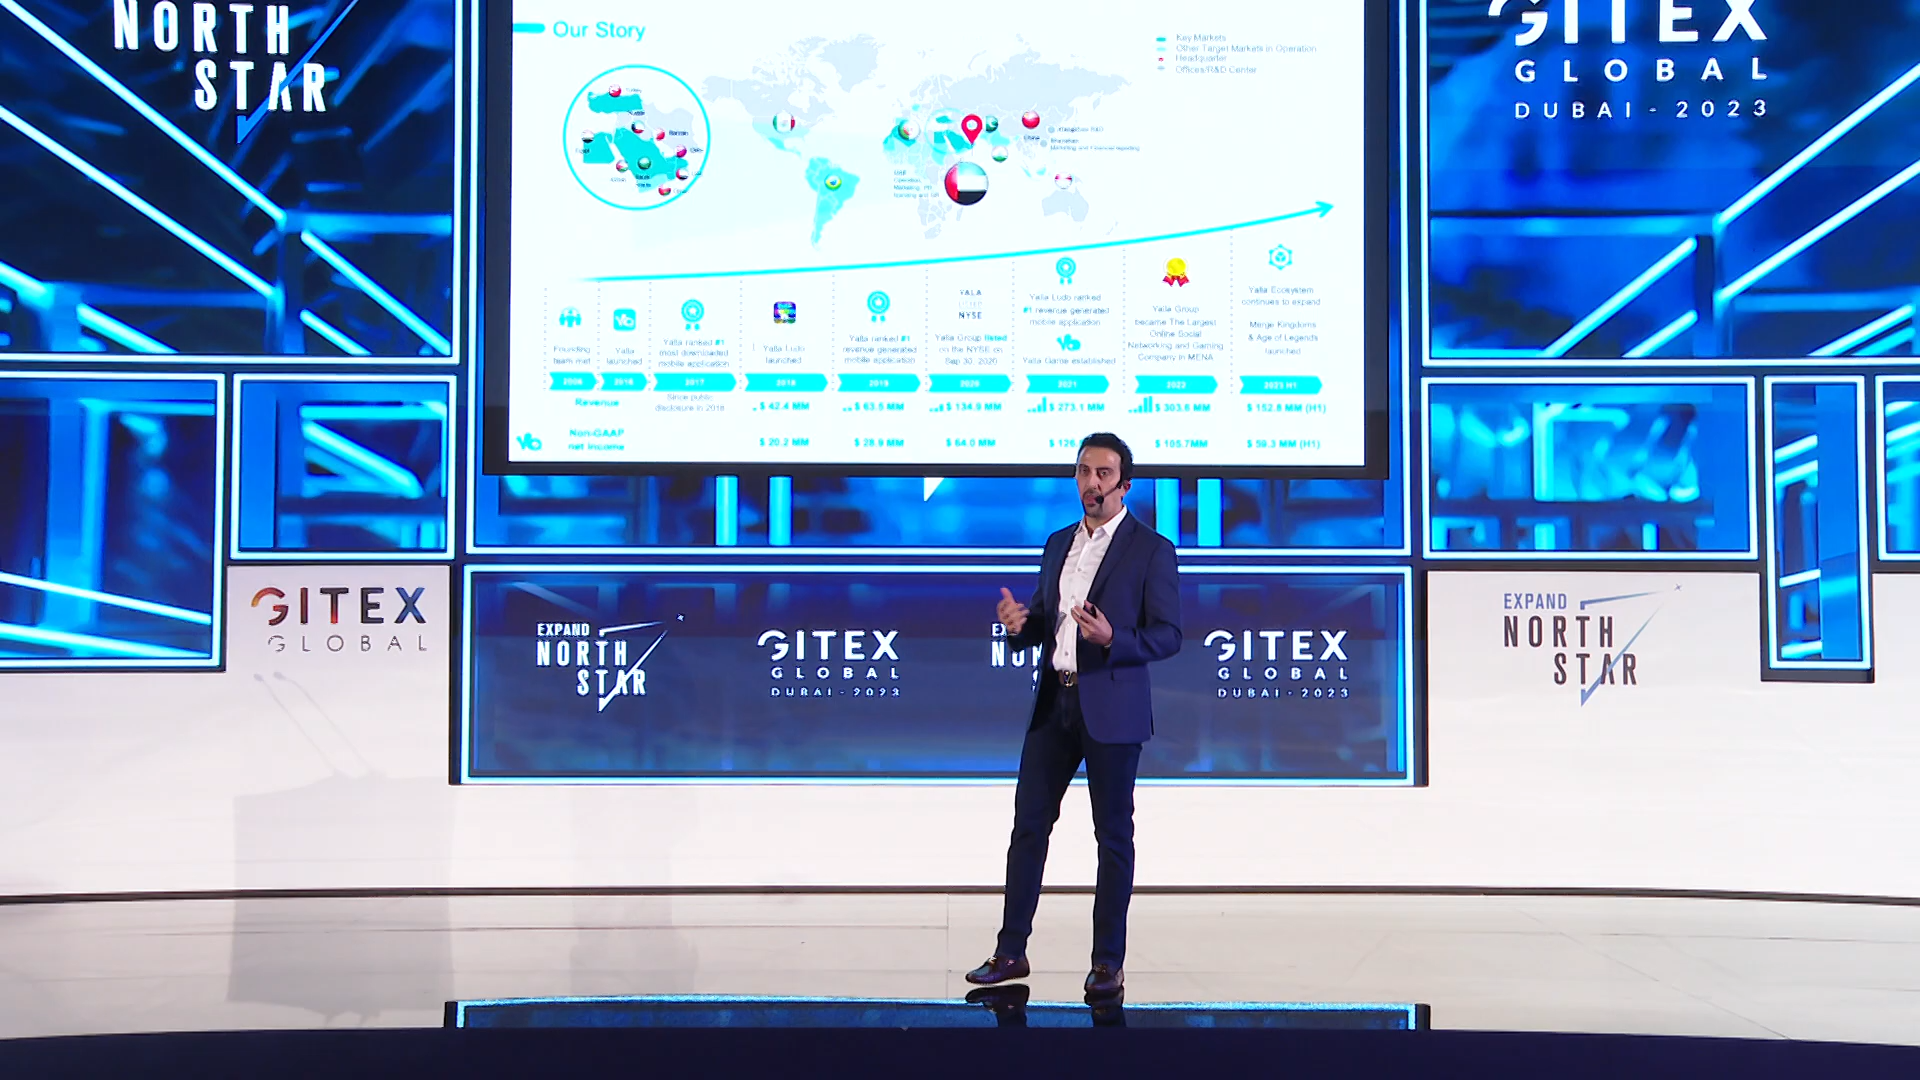 NORTH
STAR
GITEX
GLOBAL
DUBAI - 2023
Our Story
Key Markets
Other Target Markets in Operation
Headquarter
Offices/R&D Center
Founding
team met
Yalla
launched
Yalla ranked #1
most downloaded
mobile application
Yalla Ludo
launched
Yalla ranked #1
revenue generated
mobile application
NYSE
Yalla Group listed
on the NYSE on
Sep 30, 2020
Yalla Ludo ranked
#1 revenue generated
mobile application
Yalla Game established
Yalla Group
became The Largest
Online Social
Networking and Gaming
Company in MENA
Yalla Ecosystem
continues to expand
Merge Kingdoms
& Age of Legends
launched
2016
2017
2018
2019
2020
2021
2022
2023 H1
Revenue
Since public
disclosure in 2018
$ 42.4 MM
$ 63.5 MM
$ 134.9 MM
$ 273.1 MM
$ 303.6 MM
$ 152.8 MM (H1)
Non-GAAP
net income
$ 20.2 MM
$ 28.9 MM
$ 64.0 MM
$ 126.
$ 105.7MM
$ 59.3 MM (H1)
GITEX
GLOBAL
EXPAND
NORTH
STAR
GITEX
GLOBAL
DUBAI - 2023
EX
NO
GITEX
GLOBAL
DUBAI - 2023
EXPAND
NORTH
STAR